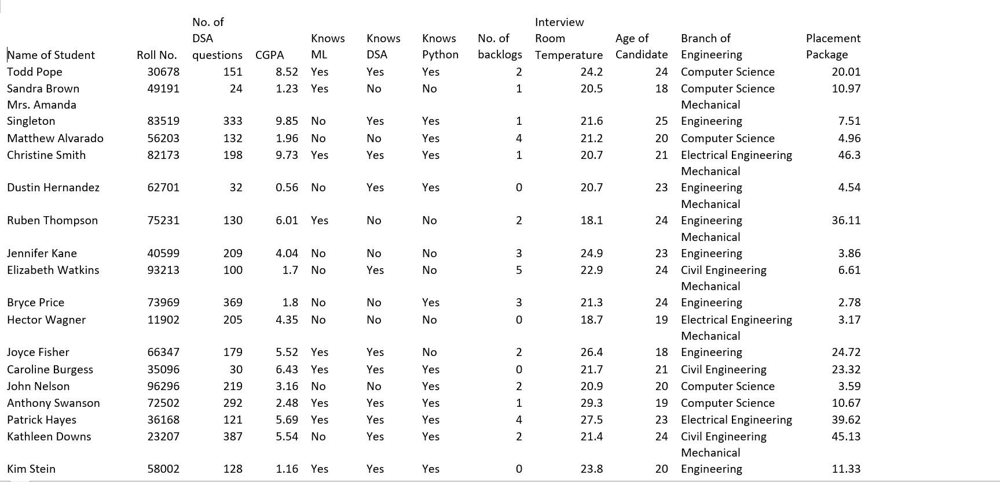 No. of
Interview
DSA
Knows
Knows
Knows
No. of
Room
Age of
Branch of
Placement
Name of Student Roll No. questions CGPA ML DSA Python backlogs Temperature Candidate Engineering Package
Todd Pope 30678 151 8.52 Yes Yes Yes 2 24.2 24 Computer Science 20.01
Sandra Brown 49191 24 1.23 Yes No No 1 20.5 18 Computer Science 10.97
Mrs. Amanda Mechanical
Singleton 83519 333 9.85 No Yes Yes 1 21.6 25 Engineering 7.51
Matthew Alvarado 56203 132 1.96 No No Yes 4 21.2 20 Computer Science 4.96
Christine Smith 82173 198 9.73 Yes Yes Yes 1 20.7 21 Electrical Engineering 46.3
Mechanical
Dustin Hernandez 62701 32 0.56 No Yes Yes 0 20.7 23 Engineering 4.54
Mechanical
Ruben Thompson 75231 130 6.01 Yes No No 2 18.1 24 Engineering 36.11
Mechanical
Jennifer Kane 40599 209 4.04 No No No 3 24.9 23 Engineering 3.86
Elizabeth Watkins 93213 100 1.7 No Yes No 5 22.9 24 Civil Engineering 6.61
Mechanical
Bryce Price 73969 369 1.8 No No Yes 3 21.3 24 Engineering 2.78
Hector Wagner 11902 205 4.35 No No No 0 18.7 19 Electrical Engineering 3.17
Mechanical
Joyce Fisher 66347 179 5.52 Yes Yes No 2 26.4 18 Engineering 24.72
Caroline Burgess 35096 30 6.43 Yes Yes Yes 0 21.7 21 Civil Engineering 23.32
John Nelson 96296 219 3.16 No No Yes 2 20.9 20 Computer Science 3.59
Anthony Swanson 72502 292 2.48 Yes Yes Yes 1 29.3 19 Computer Science 10.67
Patrick Hayes 36168 121 5.69 Yes Yes Yes 4 27.5 23 Electrical Engineering 39.62
Kathleen Downs 23207 387 5.54 No Yes Yes 2 21.4 24 Civil Engineering 45.13
Mechanical
Kim Stein 58002 128 1.16 Yes Yes Yes 0 23.8 20 Engineering 11.33